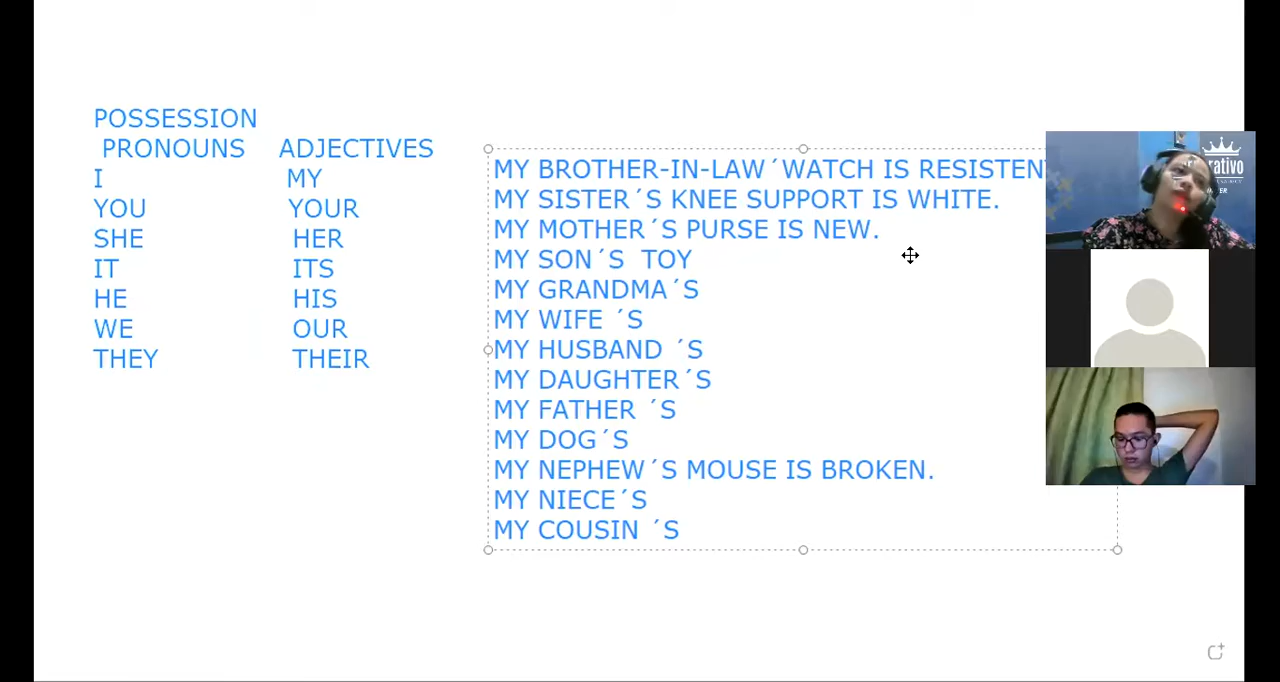 POSSESSION
PRONOUNS ADJECTIVES
I MY
YOU YOUR
SHE HER
IT ITS
HE HIS
WE OUR
THEY THEIR
MY BROTHER-IN-LAW´WATCH IS RESISTENT
MY SISTER´S KNEE SUPPORT IS WHITE.
MY MOTHER´S PURSE IS NEW.
MY SON´S TOY
MY GRANDMA´S
MY WIFE ´S
MY HUSBAND ´S
MY DAUGHTER´S
MY FATHER ´S
MY DOG´S
MY NEPHEW´S MOUSE IS BROKEN.
MY NIECE´S
MY COUSIN ´S